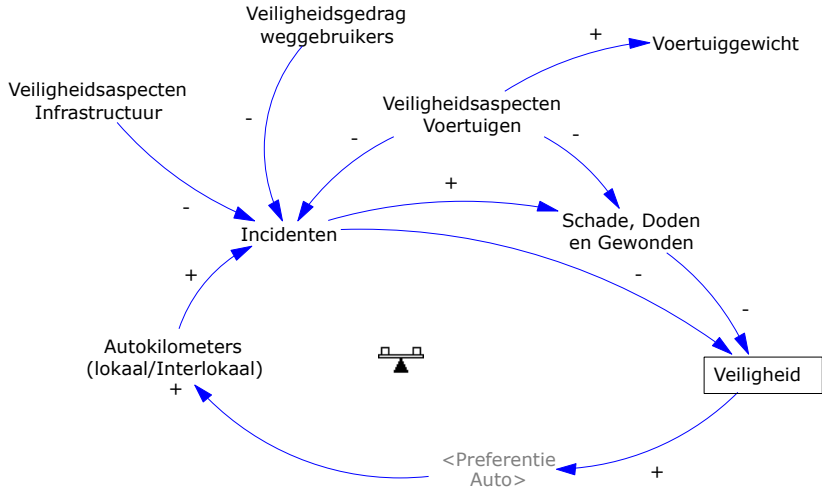 Veiligheidsgedrag
weggebruikers
+
Voertuiggewicht
Veiligheidsaspecten
Infrastructuur
Veiligheidsaspecten
Voertuigen
-
-
-
+
-
Incidenten
Schade, Doden
en Gewonden
+
-
-
Autokilometers
(lokaal/Interlokaal)
+
Veiligheid
<Preferentie
Auto>
+